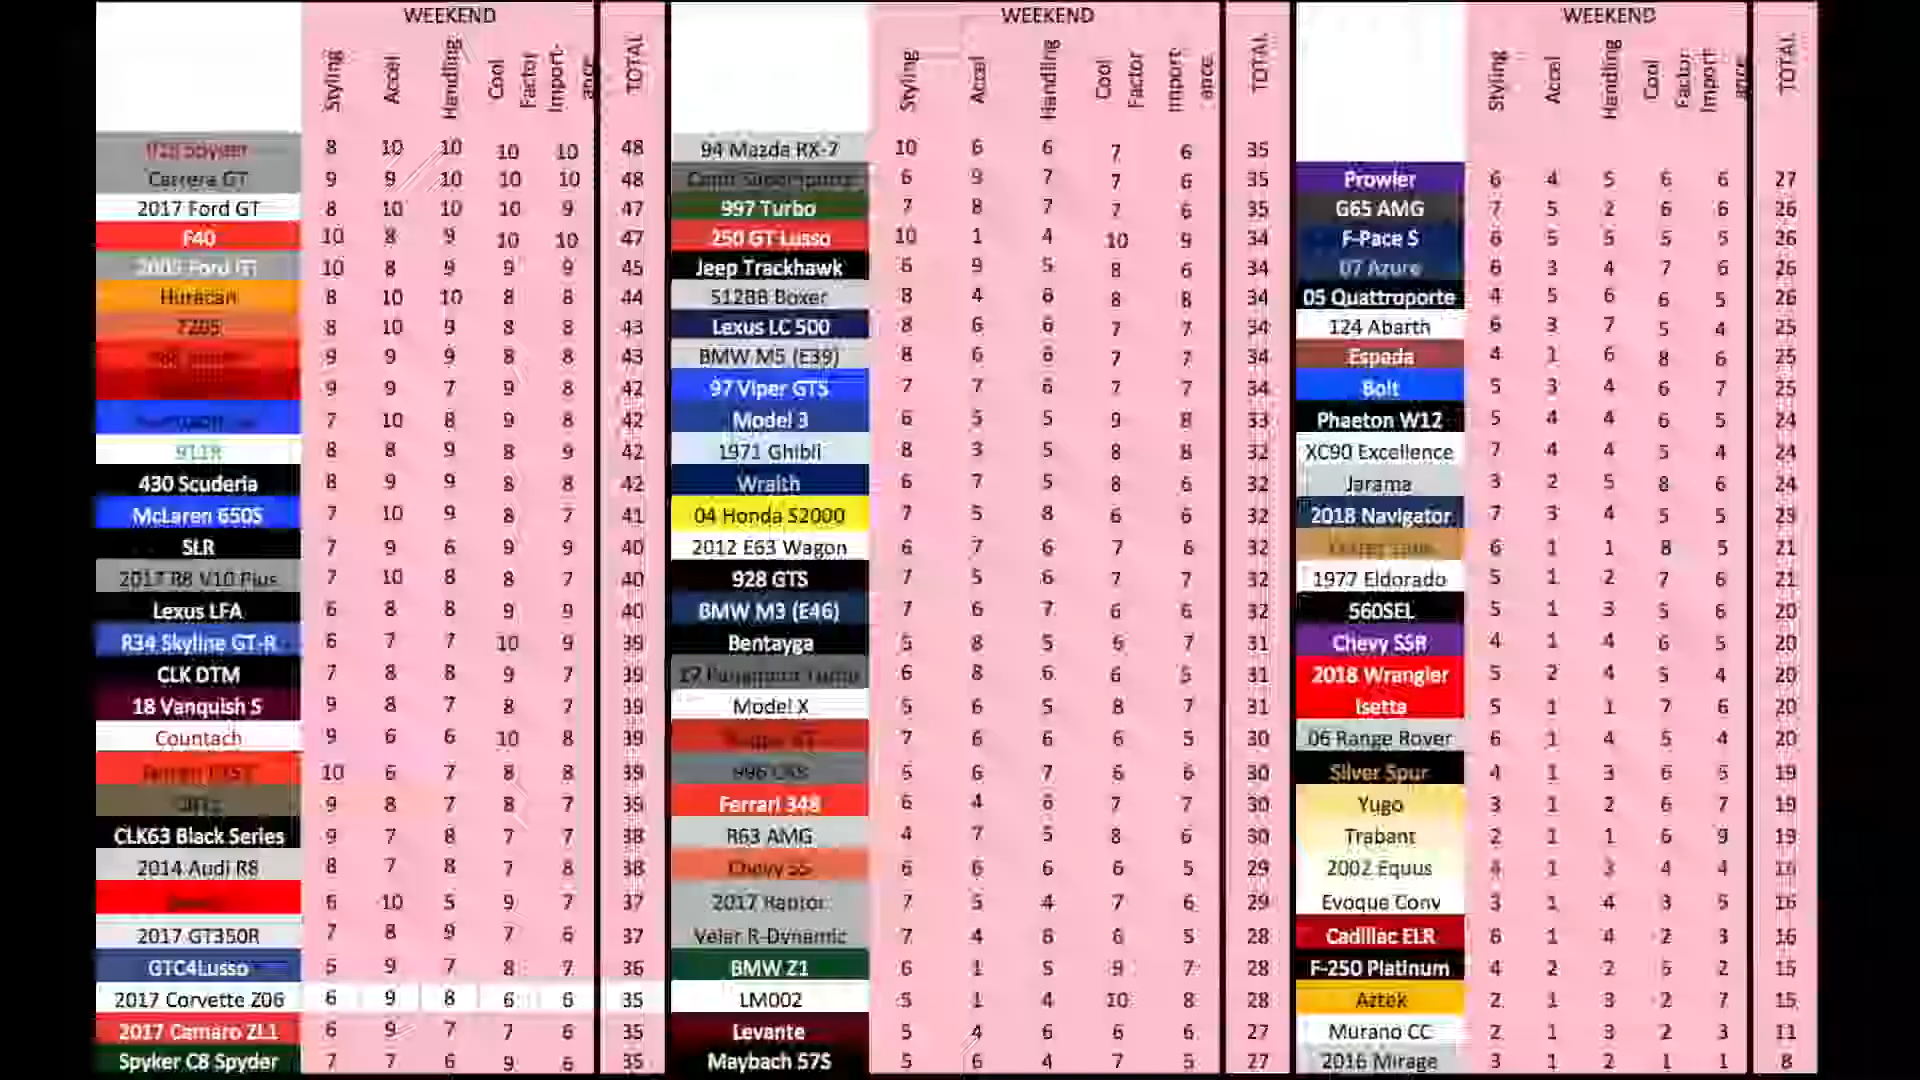 WEEKEND WEEKEND WEEKEND
Styling Accel Handling Cool Factor Import-ance TOTAL Styling Accel Handling Cool Factor Import-ance TOTAL Styling Accel Handling Cool Factor Import-ance TOTAL
918 Spyder 8 10 10 10 10 48 94 Mazda RX-7 10 6 6 7 6 35
Carrera GT 9 9 10 10 10 48 6 9 7 7 6 35 Prowler 6 4 5 6 6 27
2017 Ford GT 8 10 10 10 9 47 997 Turbo 7 8 7 7 6 35 G65 AMG 7 5 2 6 6 26
F40 10 8 9 10 10 47 250 GT Lusso 10 1 4 10 9 34 F-Pace S 6 5 5 5 5 26
2005 Ford GT 10 8 9 9 9 45 Jeep Trackhawk 6 9 5 8 6 34 07 Azure 6 3 4 7 6 26
Huracan 8 10 10 8 8 44 512BB Boxer 8 4 6 8 8 34 05 Quattroporte 4 5 6 6 5 26
720S 8 10 9 8 8 43 Lexus LC 500 8 6 6 7 7 34 124 Abarth 6 3 7 5 4 25
9 9 9 8 8 43 BMW M5 (E39) 8 6 6 7 7 34 Espada 4 1 6 8 6 25
9 9 7 9 8 42 97 Viper GTS 7 7 6 7 7 34 Bolt 5 3 4 6 7 25
7 10 8 9 8 42 Model 3 6 5 5 9 8 33 Phaeton W12 5 4 4 6 5 24
911R 8 8 9 8 9 42 1971 Ghibli 8 3 5 8 8 32 XC90 Excellence 7 4 4 5 4 24
430 Scuderia 8 9 9 8 8 42 Wraith 6 7 5 8 6 32 Jarama 3 2 5 8 6 24
McLaren 650S 7 10 9 8 7 41 04 Honda S2000 7 5 8 6 6 32 2018 Navigator 7 3 4 5 5
SLR 7 9 6 9 9 40 2012 E63 Wagon 6 7 6 7 6 32 6 1 1 8 5 21
2017 R8 V10 Plus 7 10 8 8 7 40 928 GTS 7 5 6 7 7 32 1977 Eldorado 5 1 2 7 6 21
Lexus LFA 6 8 8 9 9 40 BMW M3 (E46) 7 6 7 6 6 32 560SEL 5 1 3 5 6 20
R34 Skyline GT-R 6 7 7 10 9 39 Bentayga 5 8 5 6 7 31 Chevy SSR 4 1 4 6 5 20
CLK DTM 7 8 8 9 7 39 17 Panamera Turbo 6 8 6 6 5 31 2018 Wrangler 5 2 4 5 4 20
18 Vanquish S 9 8 7 8 7 39 Model X 5 6 5 8 7 31 Isetta 5 1 1 7 6 20
Countach 9 6 6 10 8 39 7 6 6 6 5 30 06 Range Rover 6 1 4 5 4 20
10 6 7 8 8 39 996 7 5 6 7 6 6 30 Silver Spur 4 1 3 6 5 19
9 8 7 8 7 39 Ferrari 348 6 4 6 7 7 30 Yugo 3 1 2 6 7 19
CLK63 Black Series 9 7 8 7 7 38 R63 AMG 4 7 5 8 6 30 Trabant 2 1 1 6 9 19
2014 Audi R8 8 7 8 7 8 38 Chevy SS 6 6 6 6 5 29 2002 Equus 4 1 3 4 4 16
6 10 5 9 7 37 2017 Raptor 7 5 4 7 6 29 Evoque Conv 3 1 4 3 5 16
2017 GT350R 7 8 9 7 6 37 Velar R-Dynamic 7 4 6 6 5 28 Cadillac ELR 6 1 4 2 3 16
GTC4Lusso 5 9 7 8 7 36 BMW Z1 6 1 5 9 7 28 F-250 Platinum 4 2 2 5 2 15
2017 Corvette Z06 6 9 8 6 6 35 LM002 5 1 4 10 8 28 Aztek 2 1 3 2 7 15
2017 Camaro ZL1 6 9 7 7 6 35 Levante 5 4 6 6 6 27 Murano CC 2 1 3 2 3 11
Spyker C8 Spyder 7 7 6 9 6 35 Maybach 57S 5 6 4 7 5 27 2016 Mirage 3 1 2 1 1 8